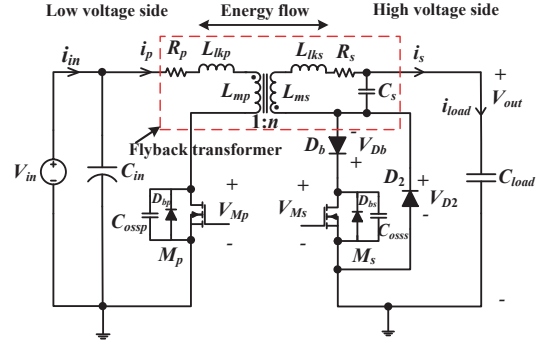 Low voltage side
Energy flow
High voltage side
i_in
i_p
R_p
L_lkp
L_lks
R_s
i_s
L_mp
L_ms
C_s
1:n
Flyback transformer
i_load
+
V_out
-
D_b
-
V_Db
+
V_in
C_in
C_ossp
D_bp
+
V_Mp
-
M_p
+
V_Ms
-
D_bs
C_osss
M_s
D_2
+
V_D2
-
C_load